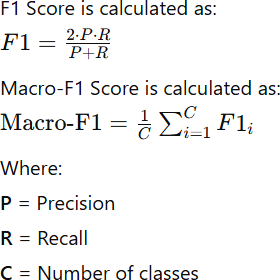 F1 Score is calculated as:
F1 = \frac{2 \cdot P \cdot R}{P + R}
Macro-F1 Score is calculated as:
Macro-F1 = \frac{1}{C} \sum_{i=1}^{C} F1_i
Where:
P = Precision
R = Recall
C = Number of classes